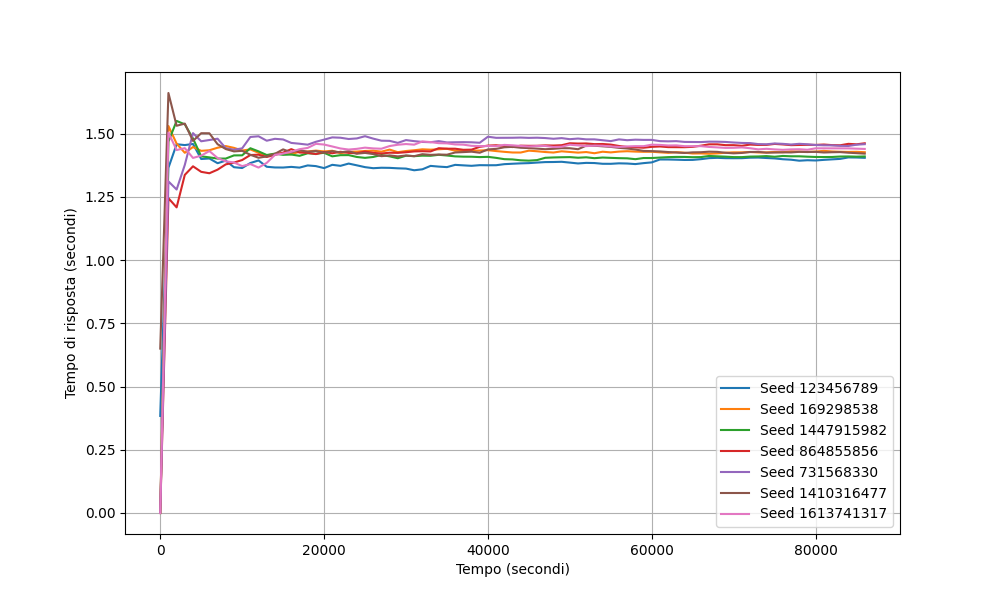 1.50
1.25
1.00
0.75
0.50
0.25
0.00
Tempo di risposta (secondi)
0 20000 40000 60000 80000
Tempo (secondi)
Seed 123456789
Seed 169298538
Seed 1447915982
Seed 864855856
Seed 731568330
Seed 1410316477
Seed 1613741317